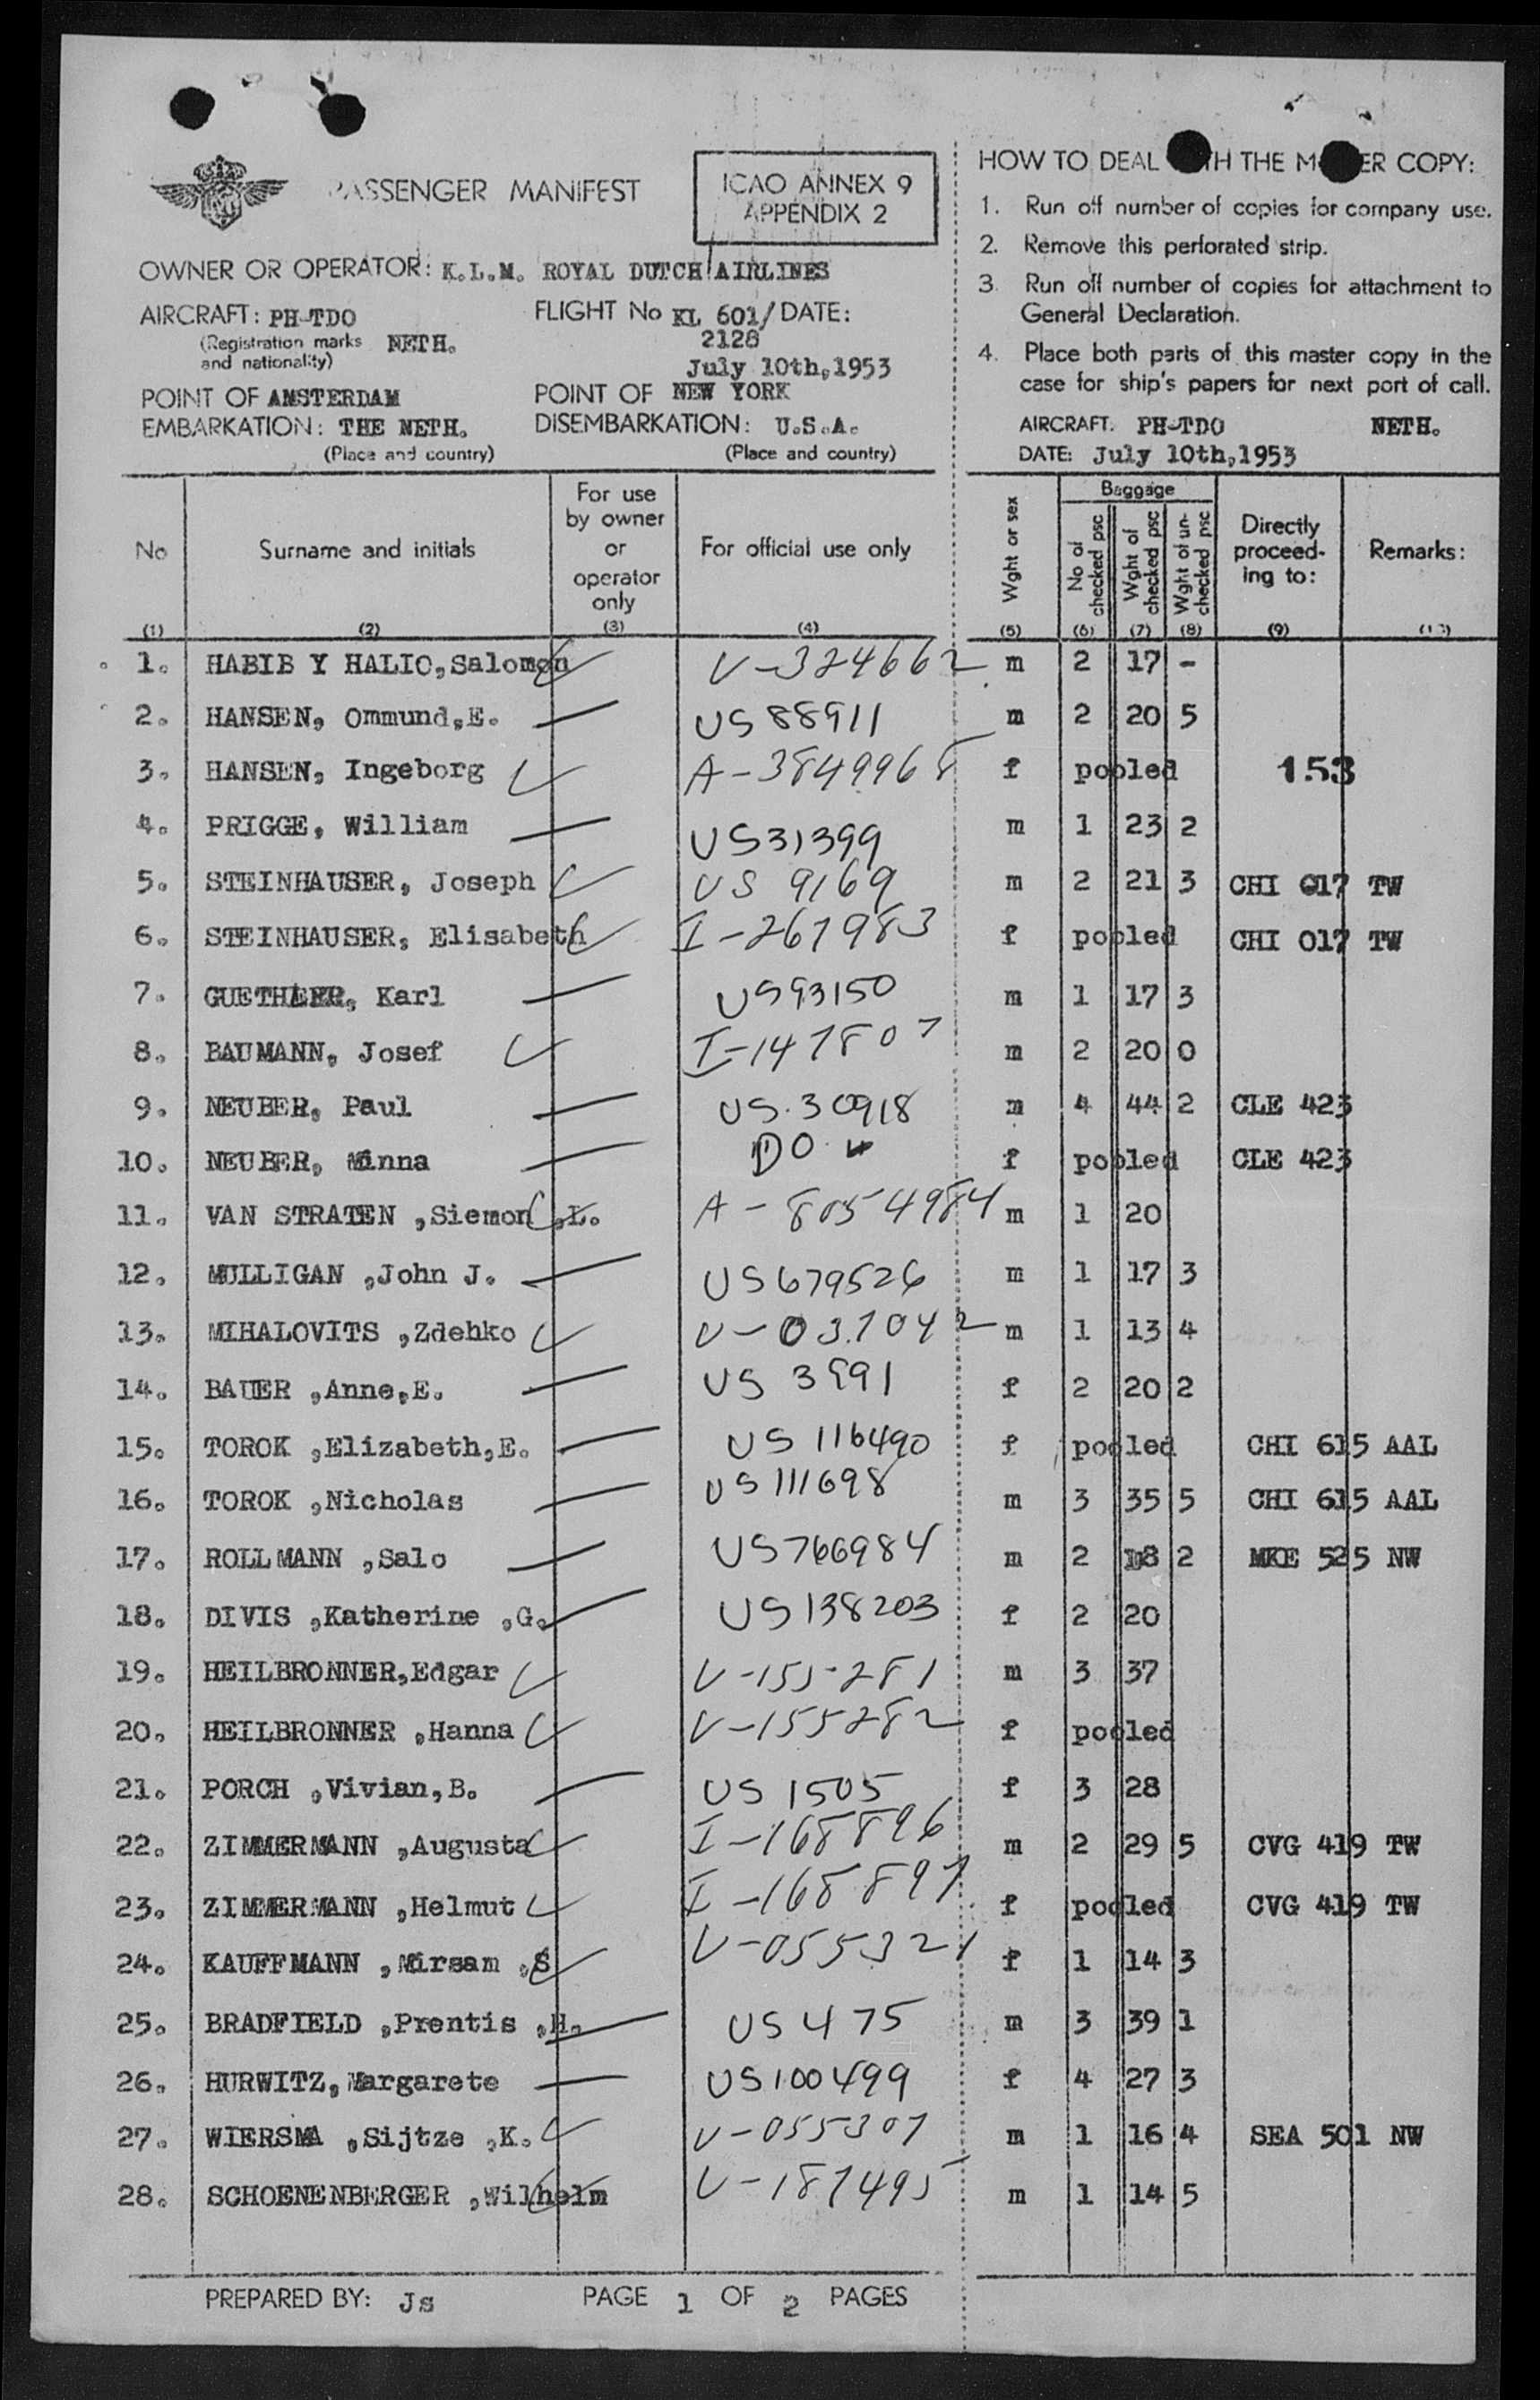 PASSENGER MANIFEST
ICAO ANNEX 9
APPENDIX 2
OWNER OR OPERATOR: K.L.M. ROYAL DUTCH AIRLINES
AIRCRAFT: PH-TDO FLIGHT No KL 601/ DATE:
(Registration marks NETH. 2128
and nationality) July 10th,1953
POINT OF AMSTERDAM POINT OF NEW YORK
EMBARKATION: THE NETH. DISEMBARKATION: U.S.A.
(Place and country) (Place and country)
HOW TO DEAL TH THE M ER COPY:
1. Run off number of copies for company use.
2. Remove this perforated strip.
3. Run off number of copies for attachment to
General Declaration.
4. Place both parts of this master copy in the
case for ship's papers for next port of call.
AIRCRAFT: PH-TDO NETH.
DATE: July 10th,1953
No Surname and initials For use by owner or operator only For official use only Wght or sex Baggage No of checked psc Wght of checked psc Wght of un-checked psc Directly proceed-ing to: Remarks:
(1) (2) (3) (4) (5) (6) (7) (8) (9) (10)
1. HABIB Y HALIO,Salomon V-324662 m 2 17 -
2. HANSEN, Ommund,E. US 88911 m 2 20 5
3. HANSEN, Ingeborg A-3849968 f pooled 153
4. PRIGGE, William US31399 m 1 23 2
5. STEINHAUSER, Joseph US 9169 m 2 21 3 CHI 017 TW
6. STEINHAUSER, Elisabeth I-267983 f pooled CHI 017 TW
7. GUETHLER, Karl US93150 m 1 17 3
8. BAUMANN, Josef I-147807 m 2 20 0
9. NEUBER, Paul US.30918 m 4 44 2 CLE 423
10. NEUBER, Minna DO f pooled CLE 423
11. VAN STRATEN ,Siemon ,L. A-8054984 m 1 20
12. MULLIGAN ,John J. US679526 m 1 17 3
13. MIHALOVITS ,Zdehko V-037042 m 1 13 4
14. BAUER ,Anne,E. US 3991 f 2 20 2
15. TOROK ,Elizabeth,E. US 116490 f pooled CHI 615 AAL
16. TOROK ,Nicholas US 111698 m 3 35 5 CHI 615 AAL
17. ROLLMANN ,Salo US766984 m 2 18 2 MKE 525 NW
18. DIVIS ,Katherine ,G. US138203 f 2 20
19. HEILBRONNER,Edgar V-155281 m 3 37
20. HEILBRONNER ,Hanna V-155282 f pooled
21. PORCH ,Vivian,B. US 1505 f 3 28
22. ZIMMERMANN ,Augusta I-168896 m 2 29 5 CVG 419 TW
23. ZIMMERMANN ,Helmut I-168897 f pooled CVG 419 TW
24. KAUFFMANN ,Mirsam ,S V-055321 f 1 14 3
25. BRADFIELD ,Prentis ,H. US 475 m 3 39 1
26. HURWITZ, Margarete US100499 f 4 27 3
27. WIERSMA ,Sijtze ,K. V-055307 m 1 16 4 SEA 501 NW
28. SCHOENENBERGER ,Wilhelm V-187495 m 1 14 5
PREPARED BY: Js PAGE 1 OF 2 PAGES